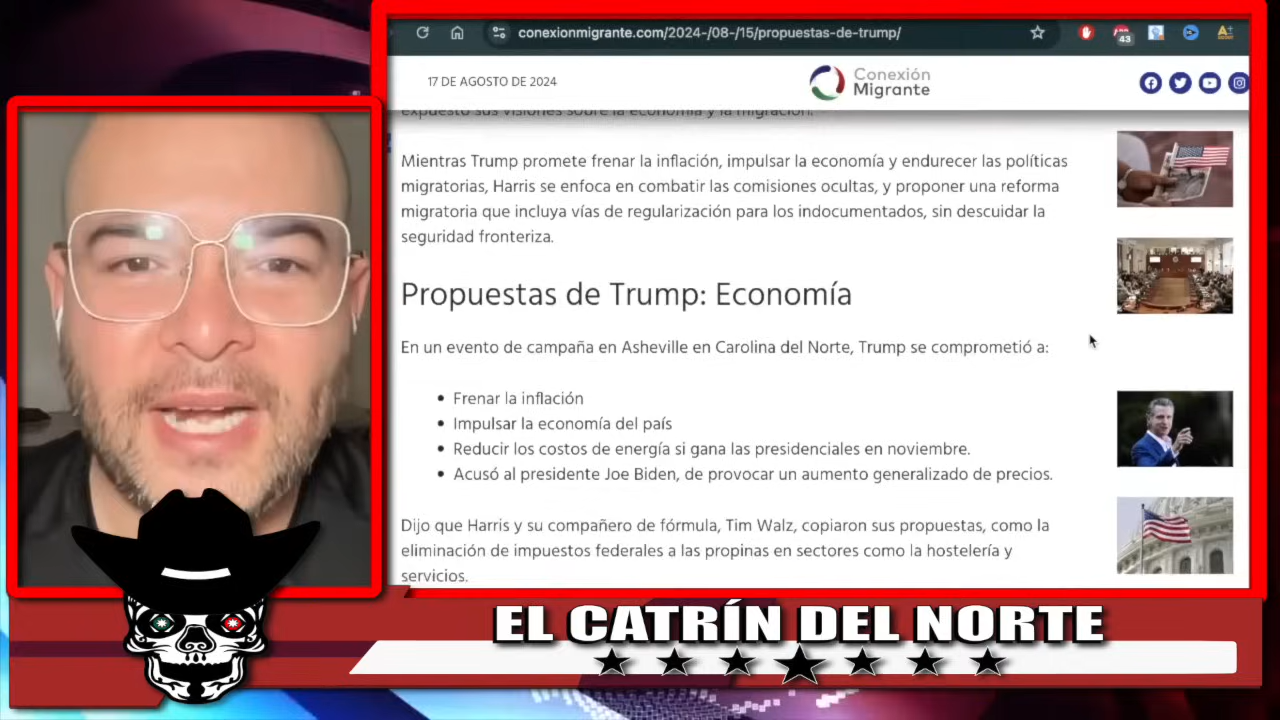 conexionmigrante.com/2024-/08-/15/propuestas-de-trump/
43
17 DE AGOSTO DE 2024
Conexión
Migrante
expuesto sus visiones sobre la economía y la migración.
Mientras Trump promete frenar la inflación, impulsar la economía y endurecer las políticas
migratorias, Harris se enfoca en combatir las comisiones ocultas, y proponer una reforma
migratoria que incluya vías de regularización para los indocumentados, sin descuidar la
seguridad fronteriza.
Propuestas de Trump: Economía
En un evento de campaña en Asheville en Carolina del Norte, Trump se comprometió a:
• Frenar la inflación
• Impulsar la economía del país
• Reducir los costos de energía si gana las presidenciales en noviembre.
• Acusó al presidente Joe Biden, de provocar un aumento generalizado de precios.
Dijo que Harris y su compañero de fórmula, Tim Walz, copiaron sus propuestas, como la
eliminación de impuestos federales a las propinas en sectores como la hostelería y
servicios.
EL CATRÍN DEL NORTE